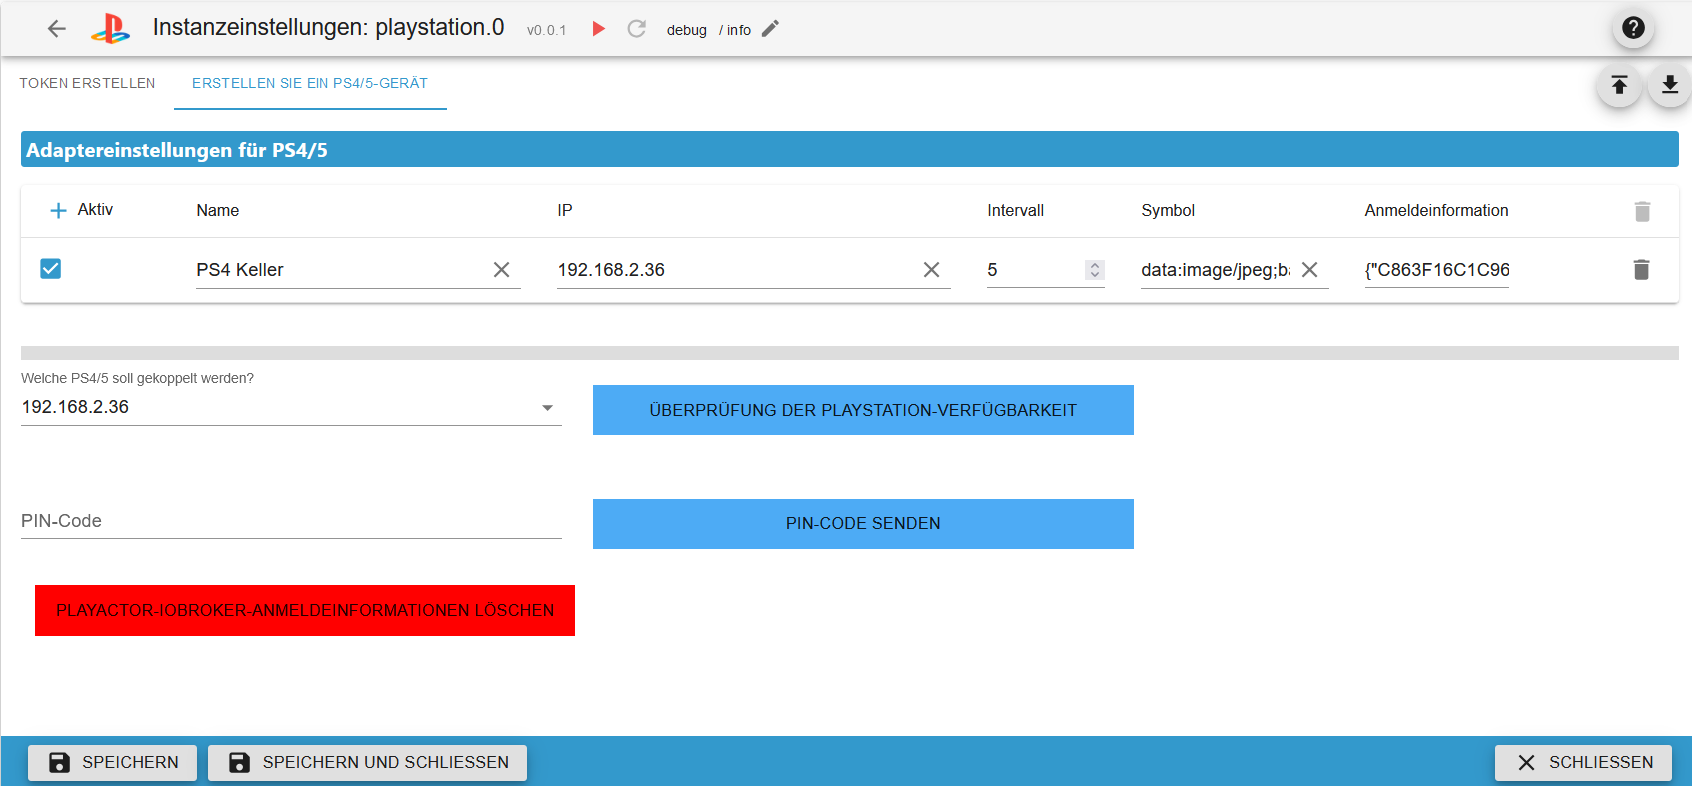 Instanzeinstellungen: playstation.0 v0.0.1 debug / info
TOKEN ERSTELLEN ERSTELLEN SIE EIN PS4/5-GERÄT
Adaptereinstellungen für PS4/5
Aktiv Name IP Intervall Symbol Anmeldeinformation
PS4 Keller 192.168.2.36 5 data:image/jpeg;ba {"C863F16C1C96
Welche PS4/5 soll gekoppelt werden?
192.168.2.36
ÜBERPRÜFUNG DER PLAYSTATION-VERFÜGBARKEIT
PIN-Code
PIN-CODE SENDEN
PLAYACTOR-IOBROKER-ANMELDEINFORMATIONEN LÖSCHEN
SPEICHERN SPEICHERN UND SCHLIESSEN SCHLIESSEN